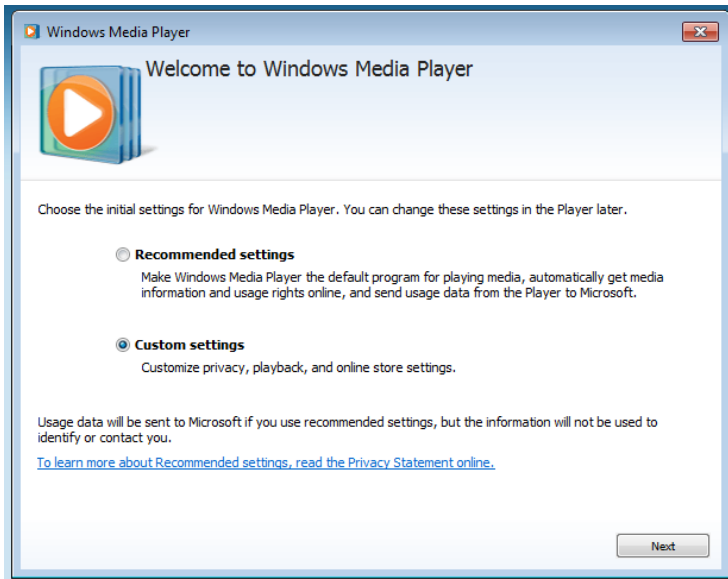 Windows Media Player
Welcome to Windows Media Player
Choose the initial settings for Windows Media Player. You can change these settings in the Player later.
Recommended settings
Make Windows Media Player the default program for playing media, automatically get media
information and usage rights online, and send usage data from the Player to Microsoft.
Custom settings
Customize privacy, playback, and online store settings.
Usage data will be sent to Microsoft if you use recommended settings, but the information will not be used to
identify or contact you.
To learn more about Recommended settings, read the Privacy Statement online.
Next